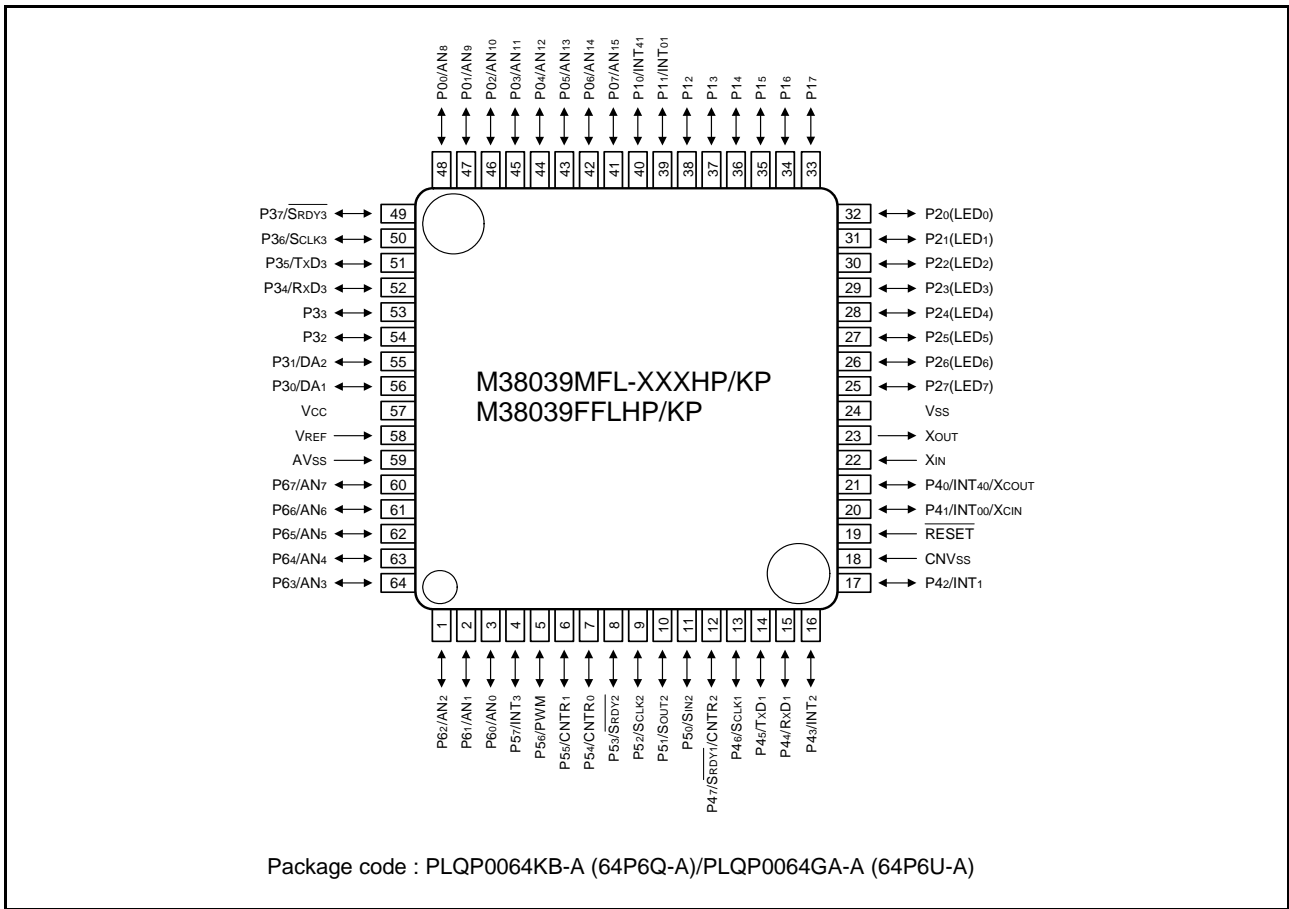 P00/AN8
P01/AN9
P02/AN10
P03/AN11
P04/AN12
P05/AN13
P06/AN14
P07/AN15
P10/INT41
P11/INT01
P12
P13
P14
P15
P16
P17
48
47
46
45
44
43
42
41
40
39
38
37
36
35
34
33
P37/SRDY3 49
P36/SCLK3 50
P35/TXD3 51
P34/RXD3 52
P33 53
P32 54
P31/DA2 55
P30/DA1 56
VCC 57
VREF 58
AVSS 59
P67/AN7 60
P66/AN6 61
P65/AN5 62
P64/AN4 63
P63/AN3 64
M38039MFL-XXXHP/KP
M38039FFLHP/KP
32 P20(LED0)
31 P21(LED1)
30 P22(LED2)
29 P23(LED3)
28 P24(LED4)
27 P25(LED5)
26 P26(LED6)
25 P27(LED7)
24 VSS
23 XOUT
22 XIN
21 P40/INT40/XCOUT
20 P41/INT00/XCIN
19 RESET
18 CNVSS
17 P42/INT1
1
2
3
4
5
6
7
8
9
10
11
12
13
14
15
16
P62/AN2
P61/AN1
P60/AN0
P57/INT3
P56/PWM
P55/CNTR1
P54/CNTR0
P53/SRDY2
P52/SCLK2
P51/SOUT2
P50/SIN2
P47/SRDY1/CNTR2
P46/SCLK1
P45/TXD1
P44/RXD1
P43/INT2
Package code : PLQP0064KB-A (64P6Q-A)/PLQP0064GA-A (64P6U-A)